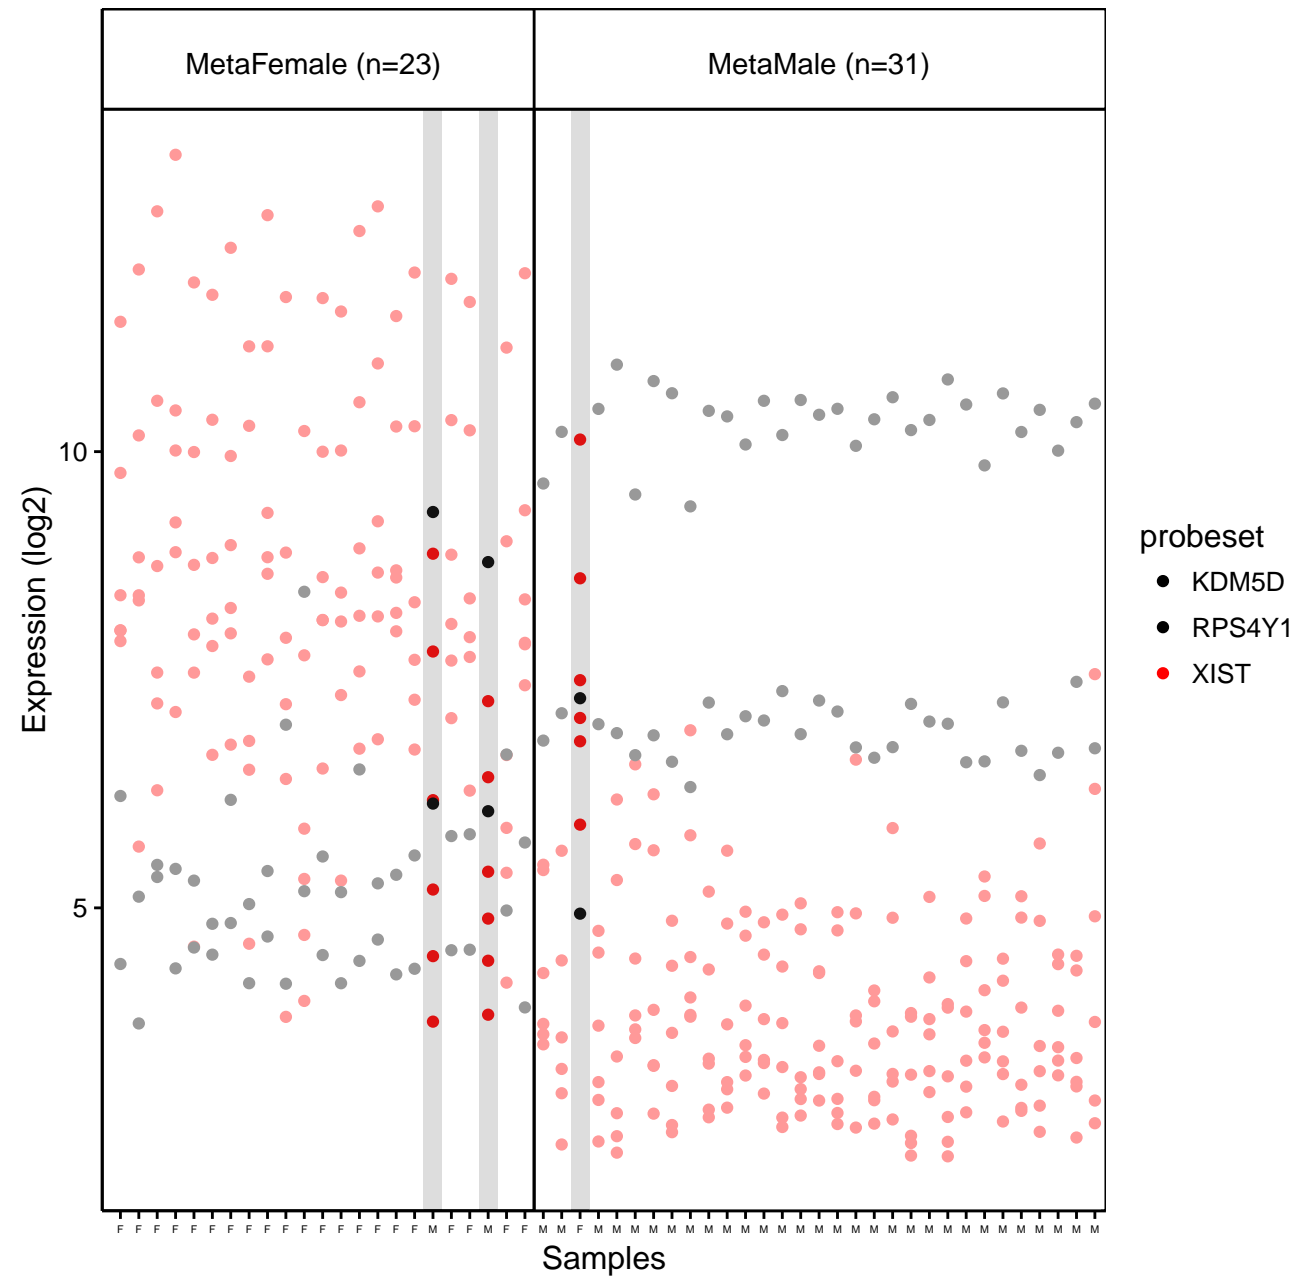 MetaFemale (n=23) MetaMale (n=31)
10
5
Expression (log2)
probeset
KDM5D
RPS4Y1
XIST
F F F F F F F F F F F F F F F F F M F F M F F M M F M M M M M M M M M M M M M M M M M M M M M M M M M M M M
Samples